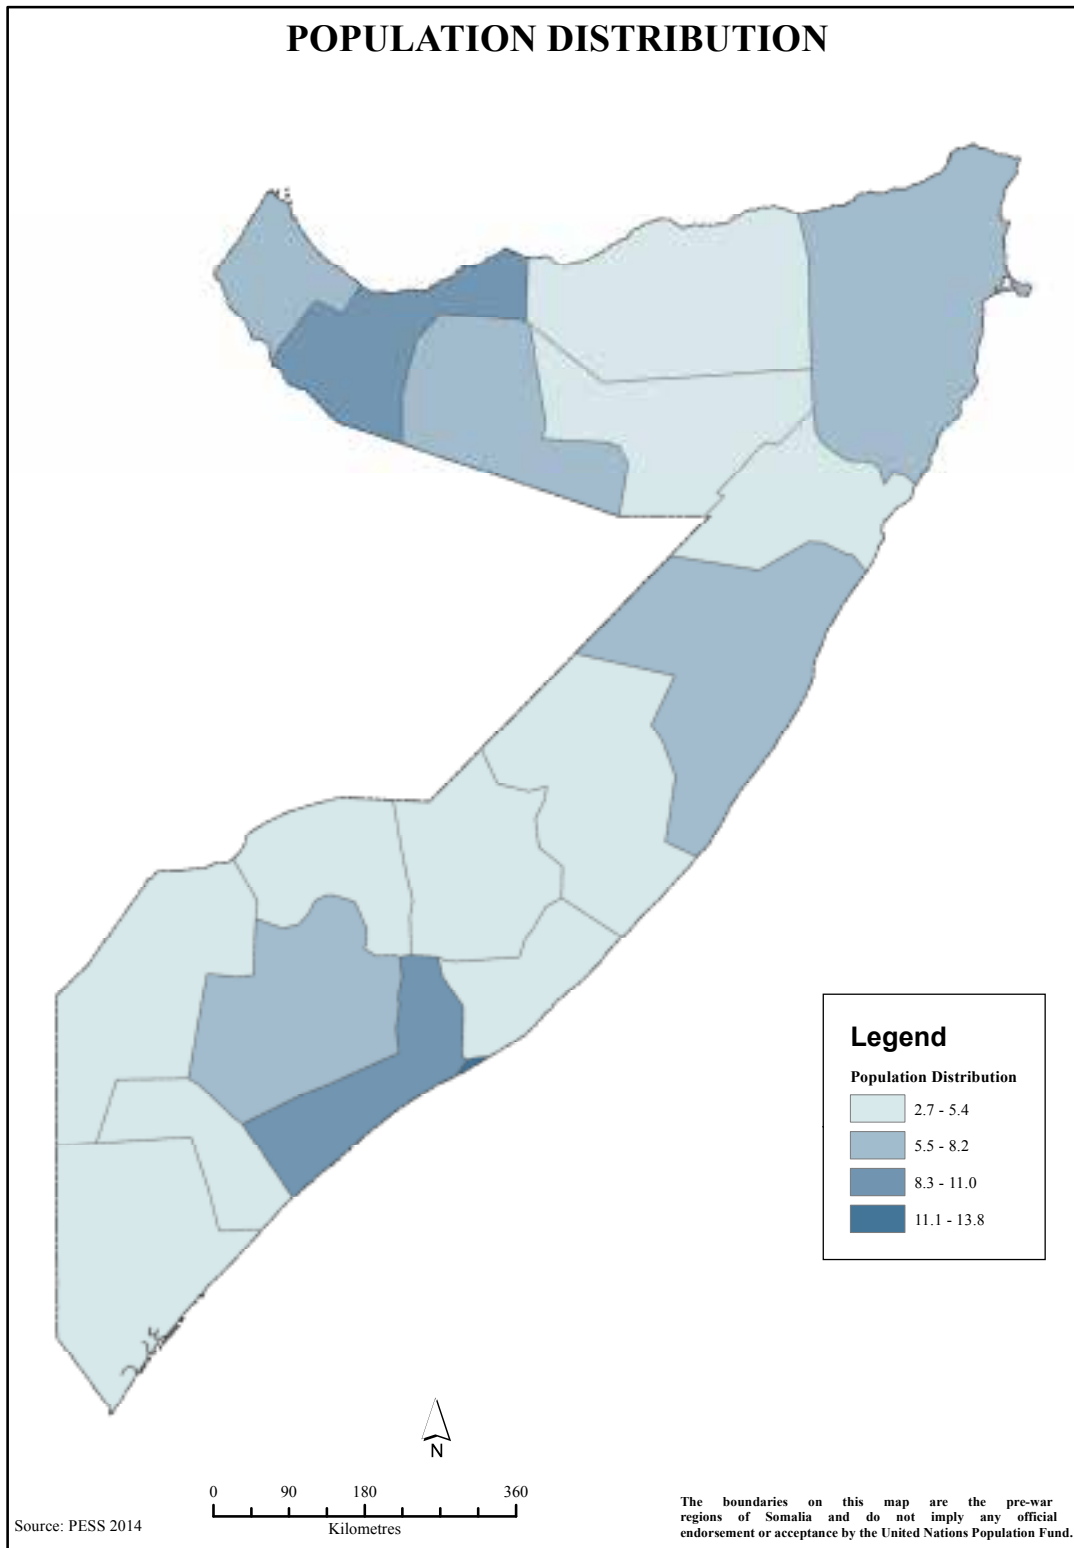 POPULATION DISTRIBUTION
Legend
Population Distribution
2.7 - 5.4
5.5 - 8.2
8.3 - 11.0
11.1 - 13.8
N
0 90 180 360
Kilometres
Source: PESS 2014
The boundaries on this map are the pre-war
regions of Somalia and do not imply any official
endorsement or acceptance by the United Nations Population Fund.